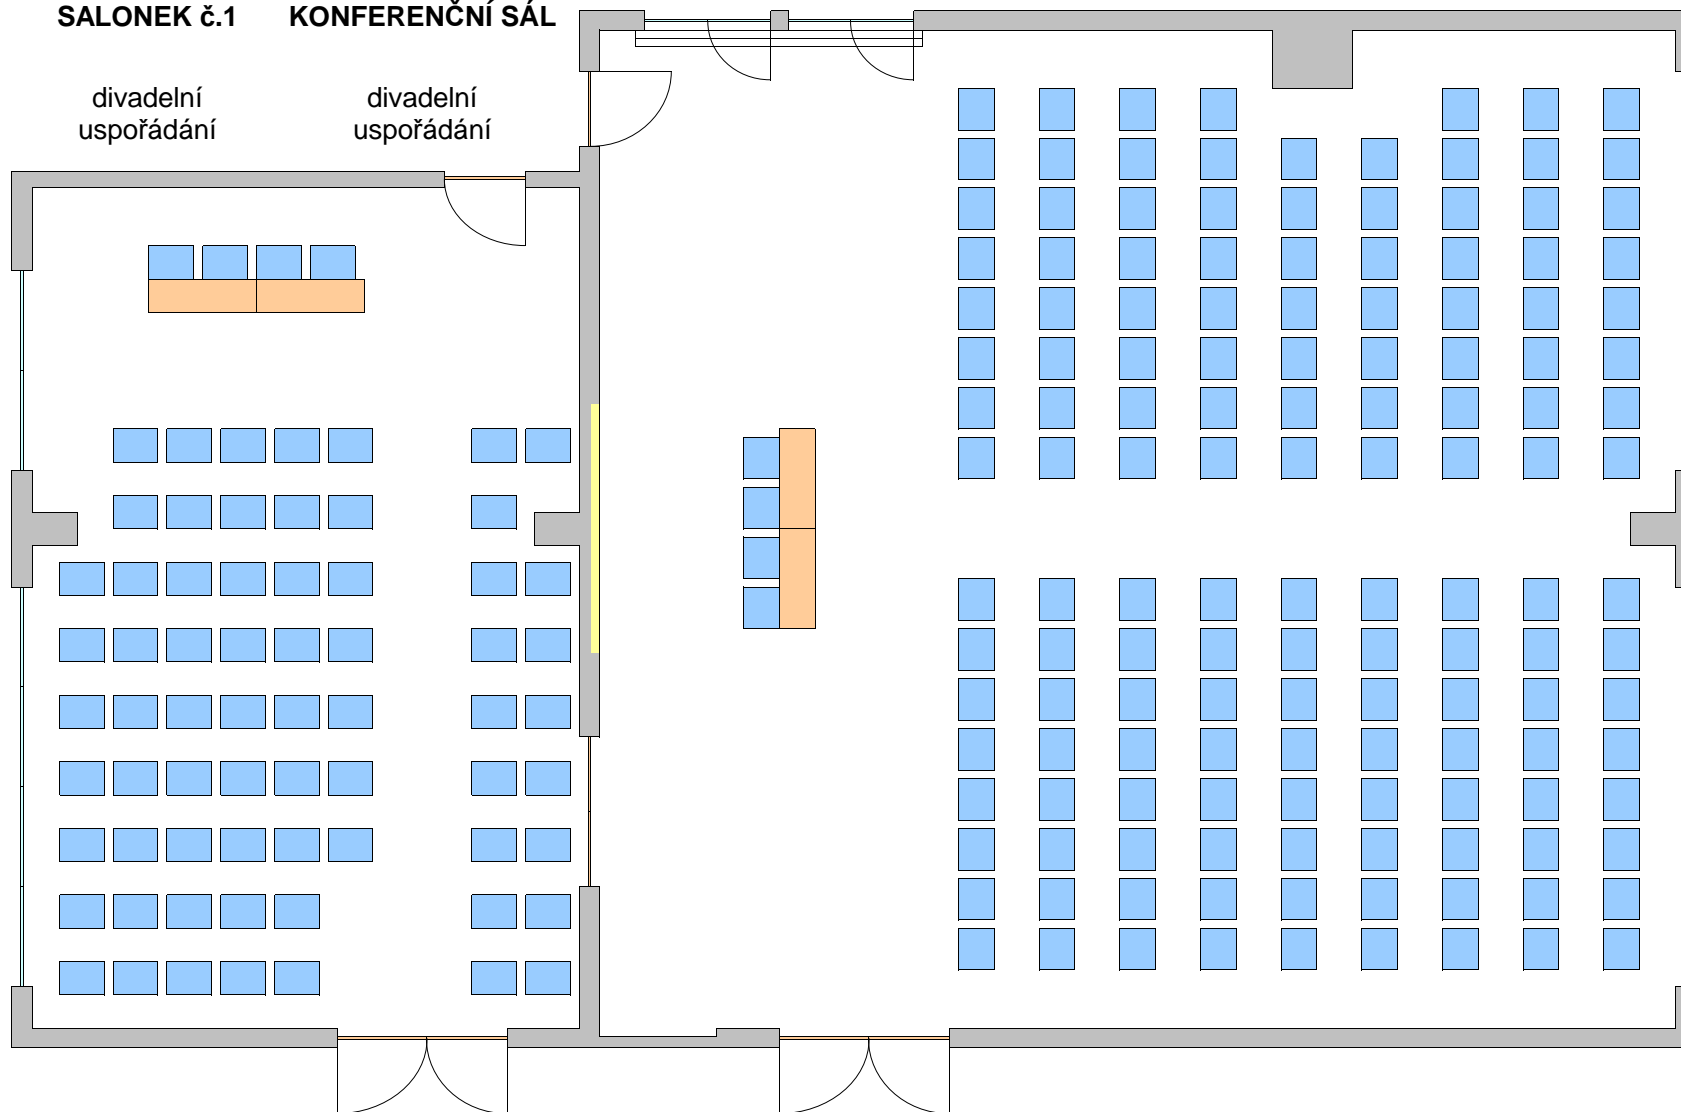 SALONEK č.1
KONFERENČNÍ SÁL
divadelní
uspořádání
divadelní
uspořádání